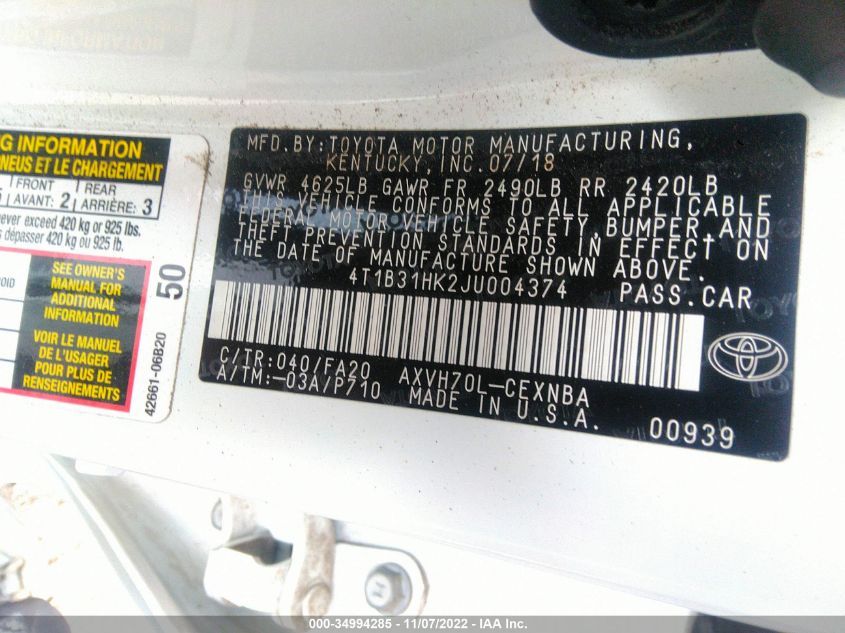 NG INFORMATION
NEUS ET LE CHARGEMENT
FRONT
AVANT: 2
REAR
ARRIÈRE: 3
never exceed 420 kg or 925 lbs.
dépasser 420 kg ou 925 lb.
SEE OWNER'S
MANUAL FOR
ADDITIONAL
INFORMATION
VOIR LE MANUEL
DE L'USAGER
POUR PLUS DE
RENSEIGNEMENTS
50
42661-06B20
MFD.BY:TOYOTA MOTOR MANUFACTURING,
KENTUCKY,INC.07/18
GVWR 4625LB GAWR FR 2490LB RR 2420LB
THIS VEHICLE CONFORMS TO ALL APPLICABLE
FEDERAL MOTOR VEHICLE SAFETY,BUMPER,AND
THEFT PREVENTION STANDARDS IN EFFECT ON
THE DATE OF MANUFACTURE SHOWN ABOVE.
4T1B31HK2JU004374 PASS.CAR
C/TR:040/FA20 AXVH70L-CEXNBA
A/TM:-03A/P710 MADE IN U.S.A.
00939
000-34994285 - 11/07/2022 - IAA Inc.